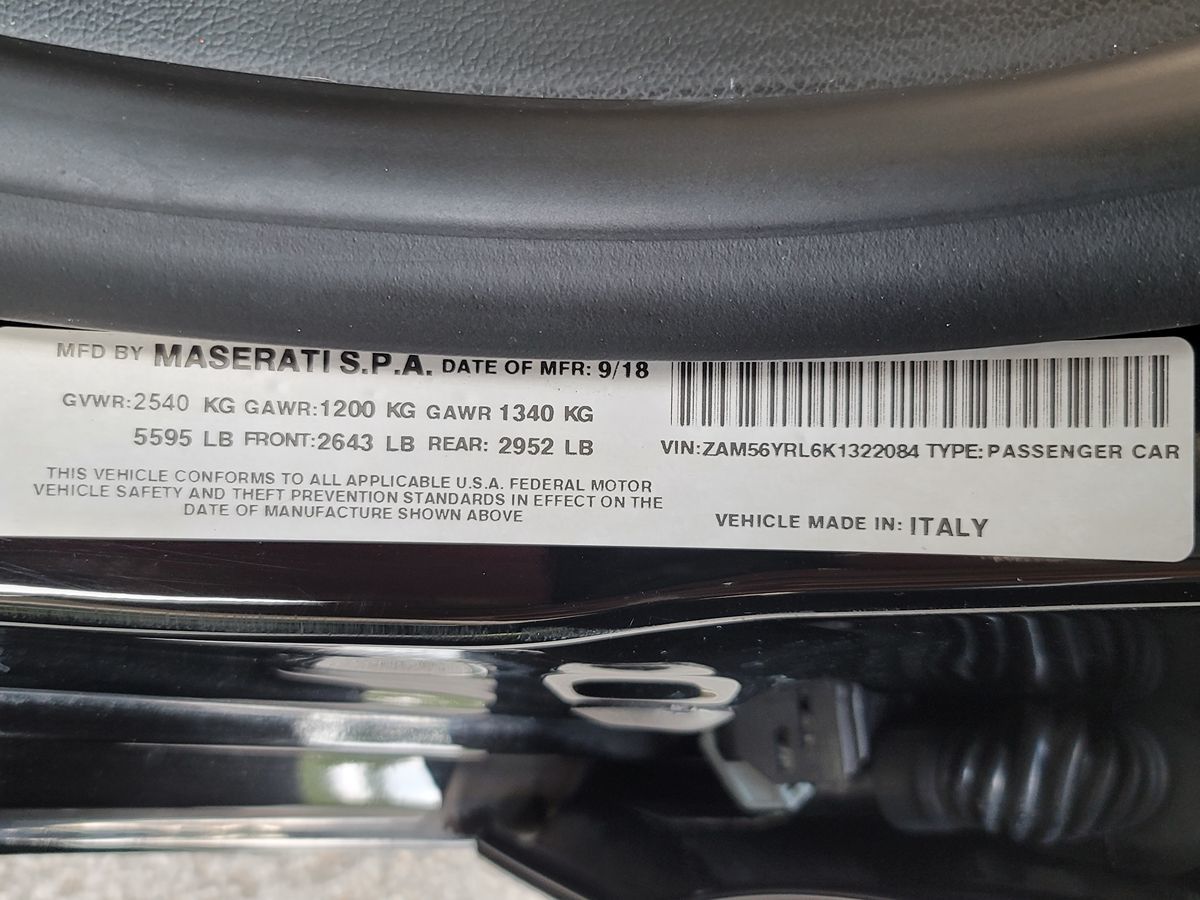 MFD BY MASERATI S.P.A. DATE OF MFR: 9/18
GVWR:2540 KG GAWR:1200 KG GAWR 1340 KG
5595 LB FRONT:2643 LB REAR: 2952 LB
THIS VEHICLE CONFORMS TO ALL APPLICABLE U.S.A. FEDERAL MOTOR
VEHICLE SAFETY AND THEFT PREVENTION STANDARDS IN EFFECT ON THE
DATE OF MANUFACTURE SHOWN ABOVE
VIN:ZAM56YRL6K1322084 TYPE: PASSENGER CAR
VEHICLE MADE IN: ITALY